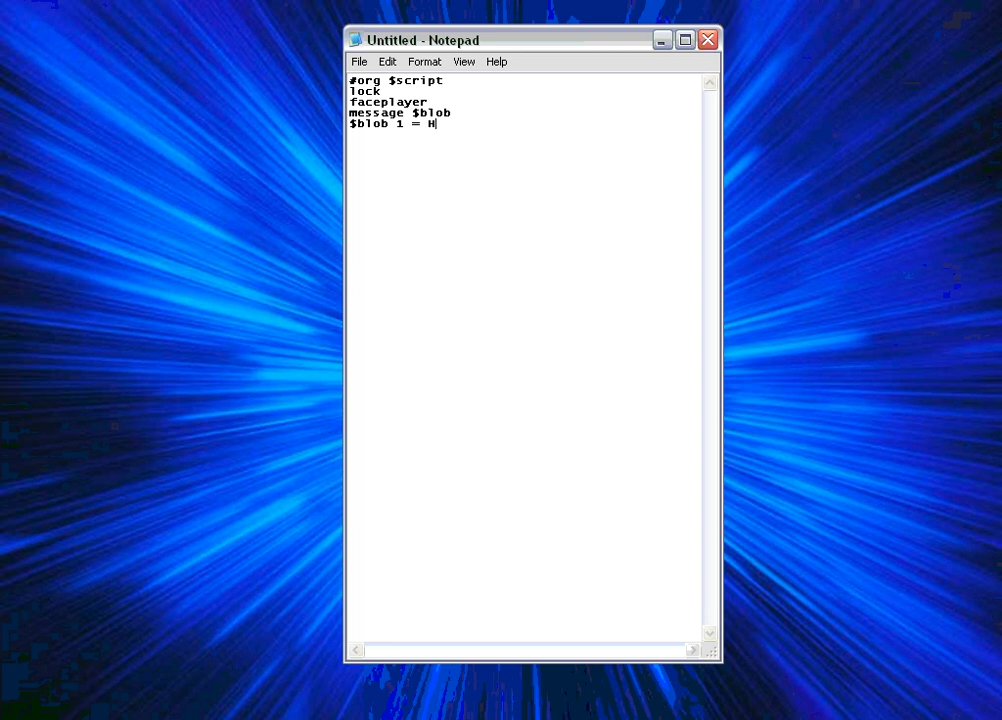 Untitled - Notepad
File Edit Format View Help
#org $script
lock
faceplayer
message $blob
$blob 1 = H